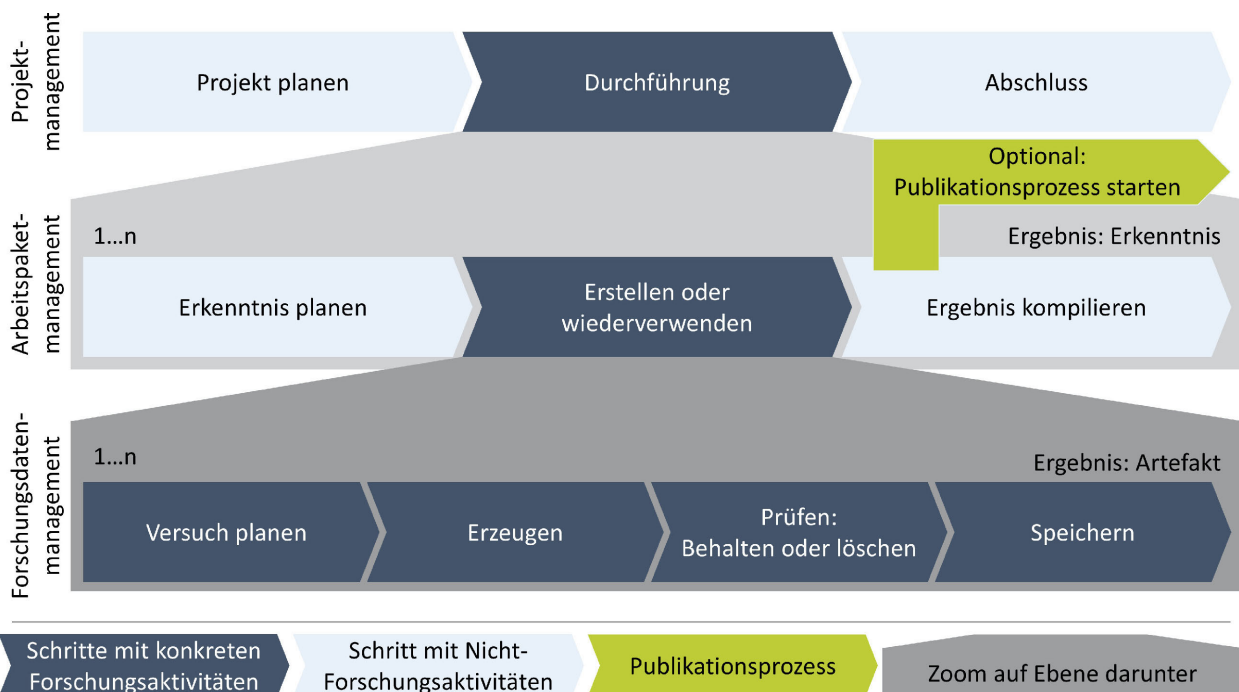 Projekt-
management
Projekt planen
Durchführung
Abschluss
Optional:
Publikationsprozess starten
Arbeitspaket-
management
1...n
Ergebnis: Erkenntnis
Erkenntnis planen
Erstellen oder
wiederverwenden
Ergebnis kompilieren
Forschungsdaten-
management
1...n
Ergebnis: Artefakt
Versuch planen
Erzeugen
Prüfen:
Behalten oder löschen
Speichern
Schritte mit konkreten
Forschungsaktivitäten
Schritt mit Nicht-
Forschungsaktivitäten
Publikationsprozess
Zoom auf Ebene darunter